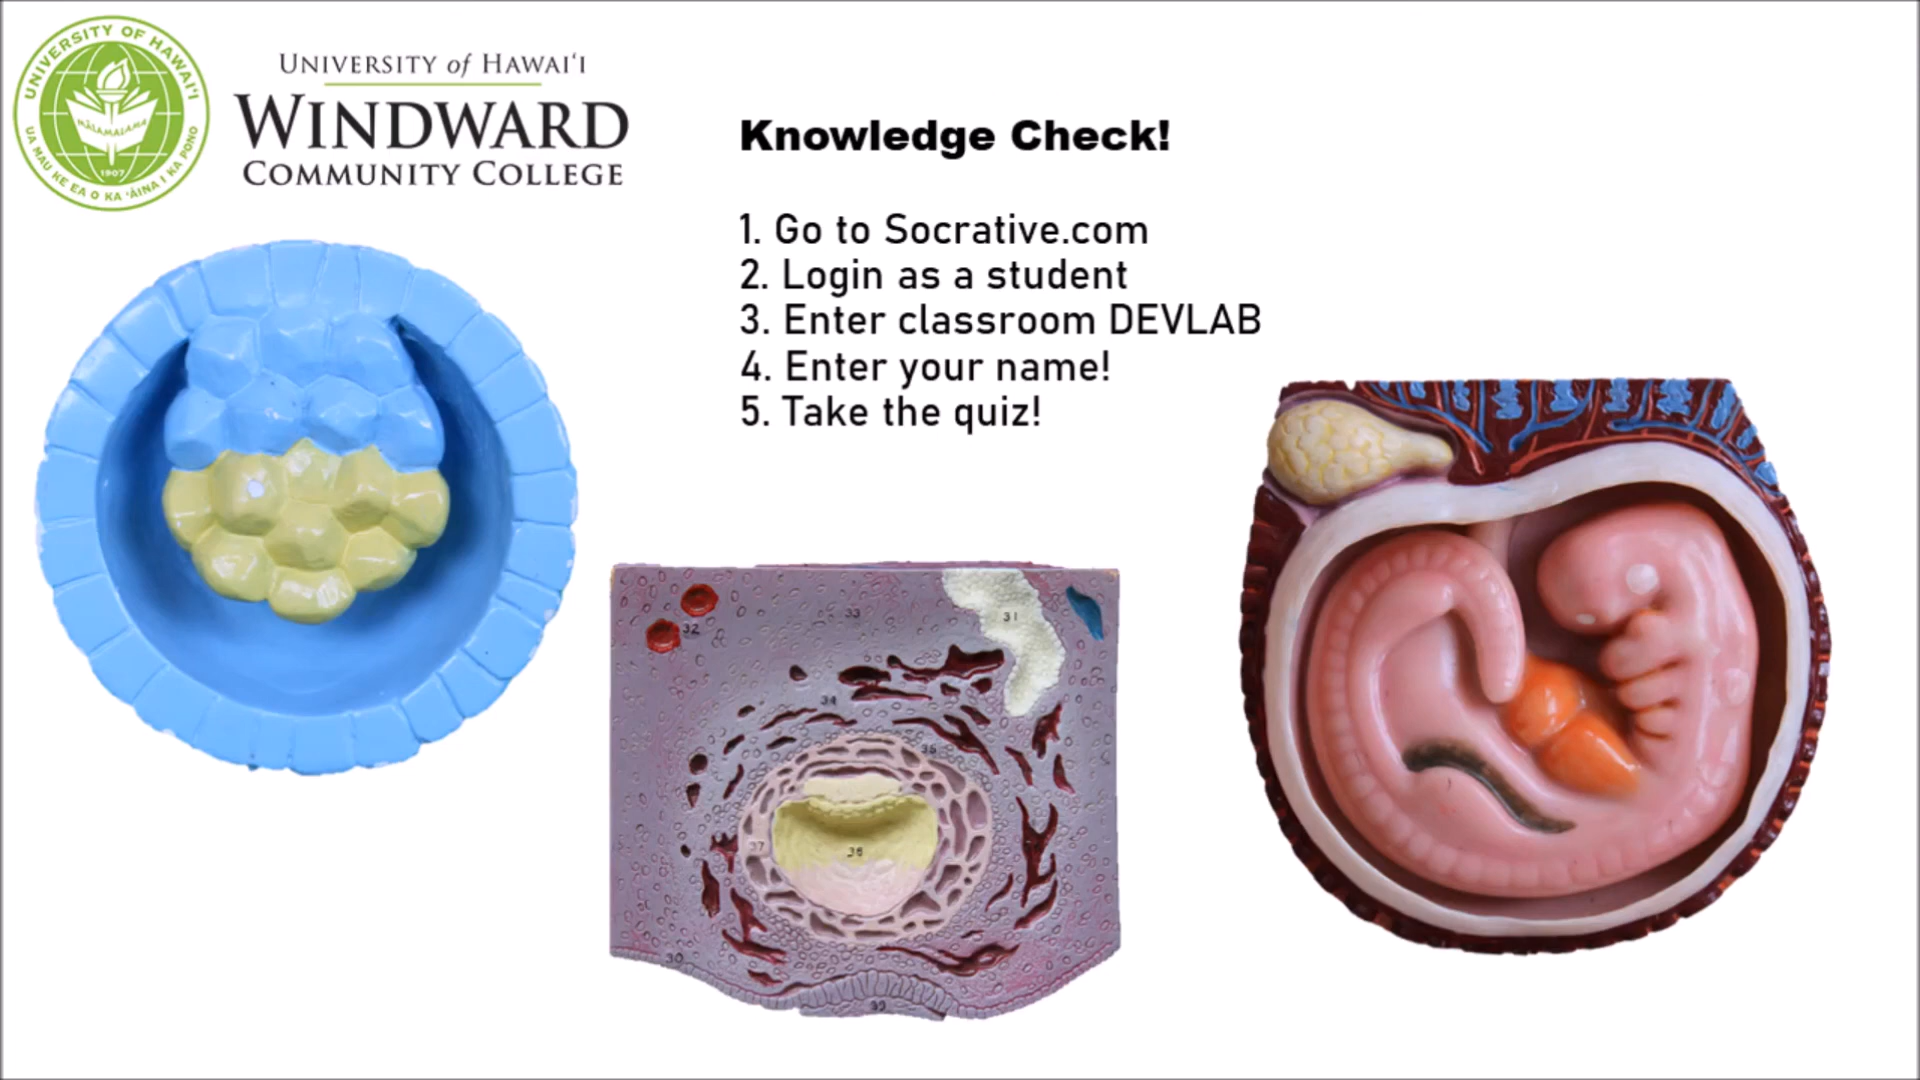 UNIVERSITY OF HAWAI‘I
MALAMALAMA
1907
UA MAU KE EA O KA ‘ĀINA I KA PONO
UNIVERSITY of HAWAI‘I
WINDWARD
COMMUNITY COLLEGE
Knowledge Check!
1. Go to Socrative.com
2. Login as a student
3. Enter classroom DEVLAB
4. Enter your name!
5. Take the quiz!
32
33
31
34
35
37
36
30
39